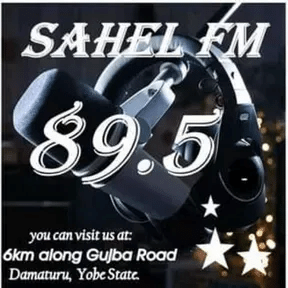 SAHEL FM
89.5
you can visit us at:
6km along Gujba Road
Damaturu, Yobe State.